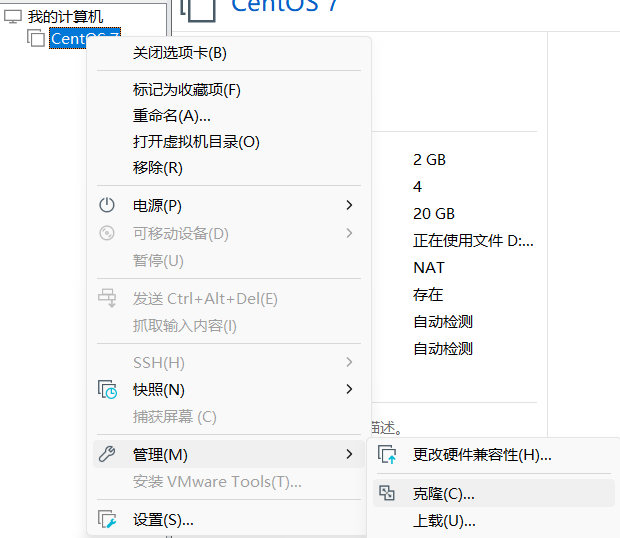 我的计算机
CentOS 7
CentOS 7
关闭选项卡(B)
标记为收藏项(F)
重命名(A)...
打开虚拟机目录(O)
移除(R)
电源(P)
可移动设备(D)
暂停(U)
发送 Ctrl+Alt+Del(E)
抓取输入内容(I)
SSH(H)
快照(N)
捕获屏幕 (C)
管理(M)
安装 VMware Tools(T)...
设置(S)...
2 GB
4
20 GB
正在使用文件 D:...
NAT
存在
自动检测
自动检测
描述。
更改硬件兼容性(H)...
克隆(C)...
上载(U)...